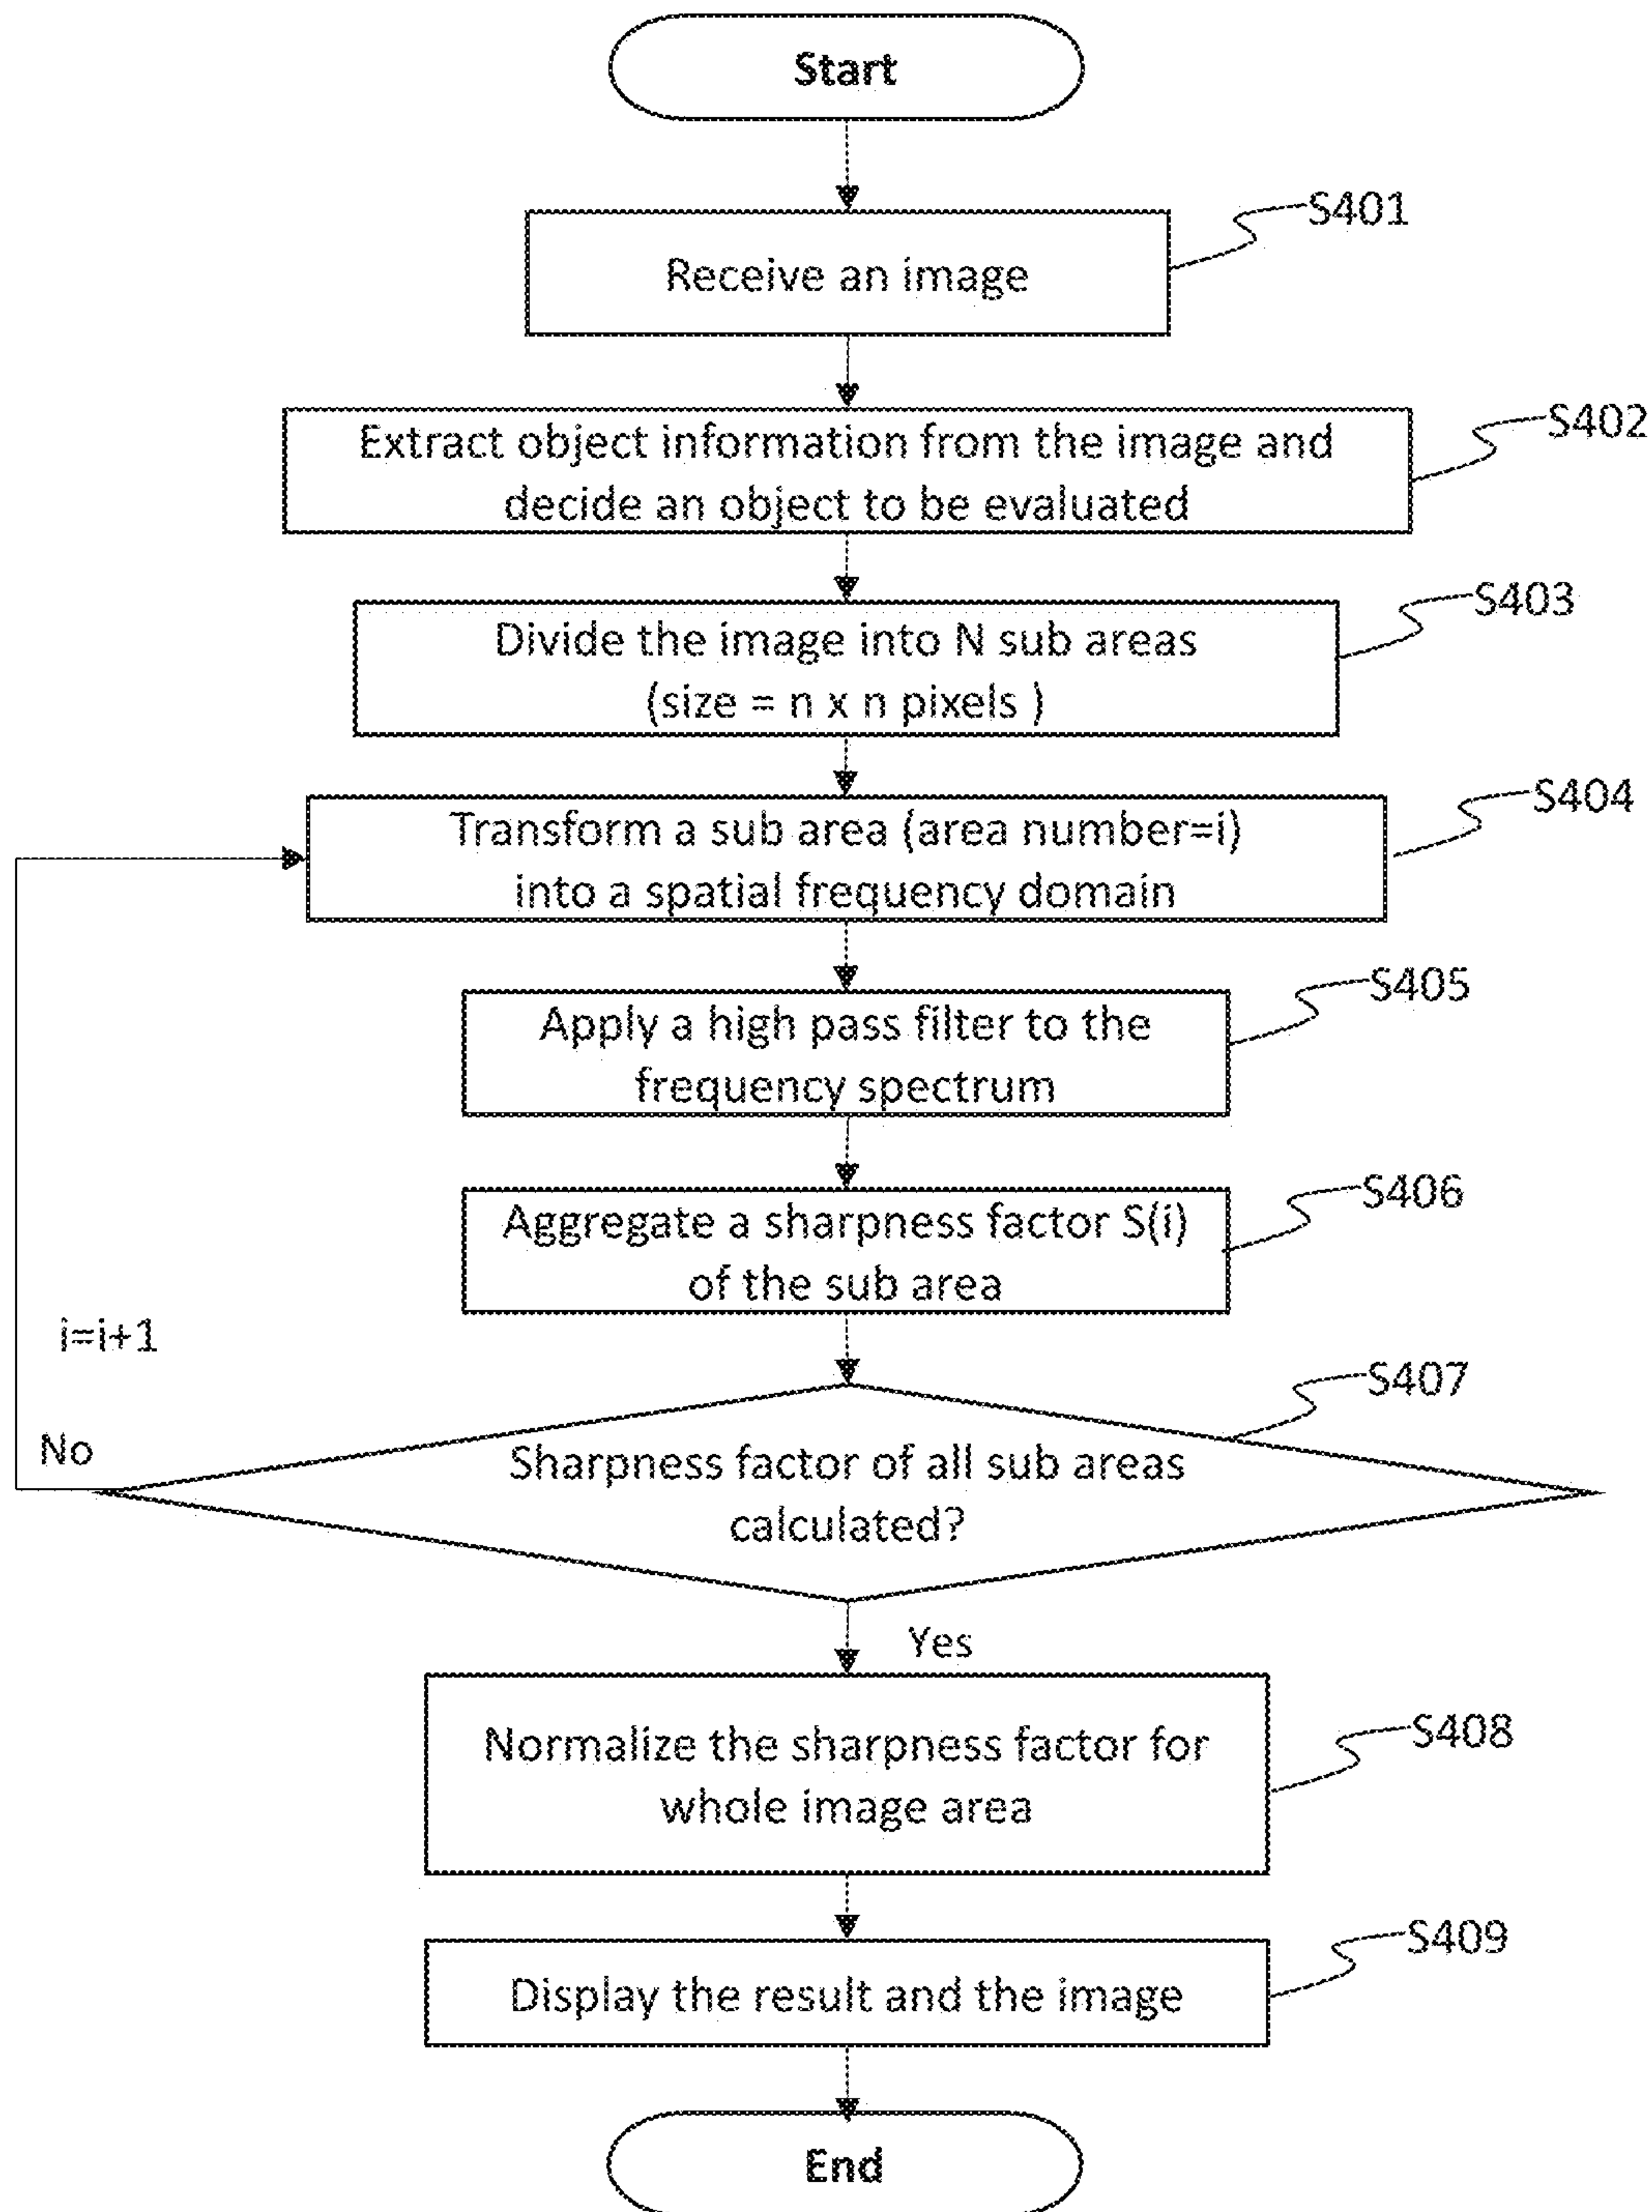 Start
S401
Receive an image
S402
Extract object information from the image and
decide an object to be evaluated
S403
Divide the image into N sub areas
(size = n x n pixels )
S404
Transform a sub area (area number=i)
into a spatial frequency domain
S405
Apply a high pass filter to the
frequency spectrum
S406
Aggregate a sharpness factor S(i)
of the sub area
i=i+1
S407
No
Sharpness factor of all sub areas
calculated?
Yes
S408
Normalize the sharpness factor for
whole image area
S409
Display the result and the image
End